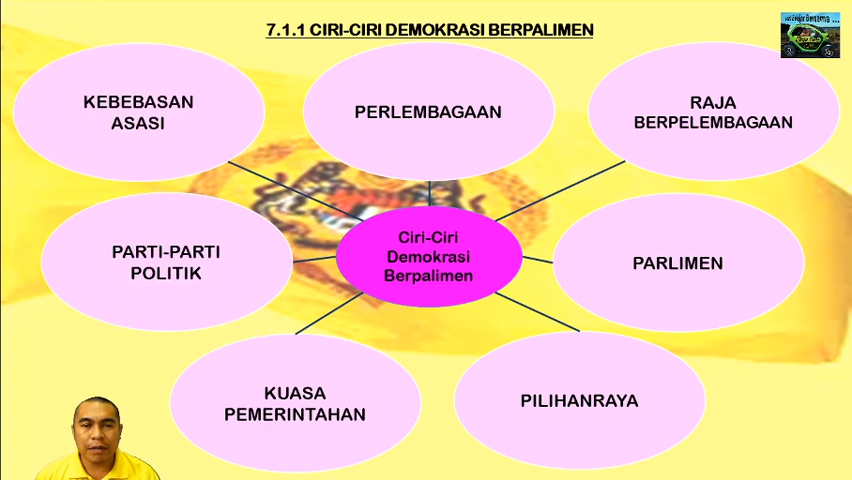 7.1.1 CIRI-CIRI DEMOKRASI BERPALIMEN
KEBEBASAN
ASASI
PERLEMBAGAAN
RAJA
BERPELEMBAGAAN
PARTI-PARTI
POLITIK
Ciri-Ciri
Demokrasi
Berpalimen
PARLIMEN
KUASA
PEMERINTAHAN
PILIHANRAYA